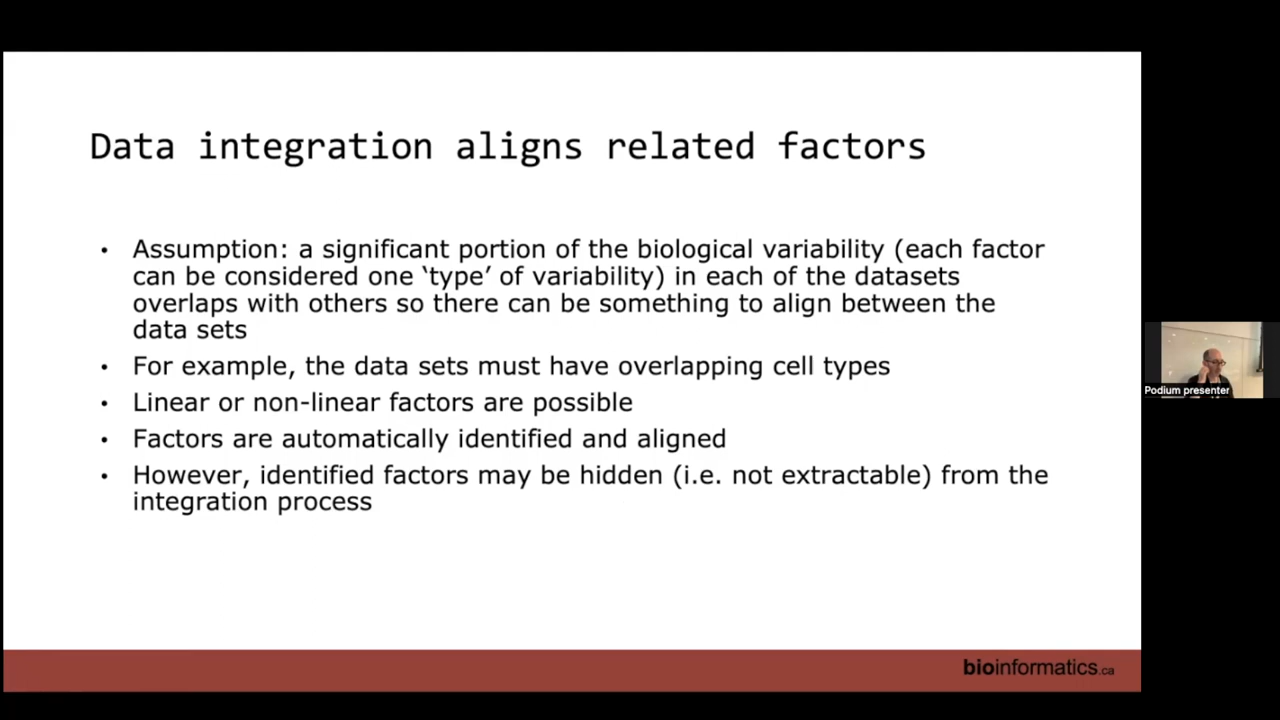 Data integration aligns related factors
• Assumption: a significant portion of the biological variability (each factor
can be considered one ‘type’ of variability) in each of the datasets
overlaps with others so there can be something to align between the
data sets
• For example, the data sets must have overlapping cell types
• Linear or non-linear factors are possible
• Factors are automatically identified and aligned
• However, identified factors may be hidden (i.e. not extractable) from the
integration process
Podium presenter
bioinformatics.ca